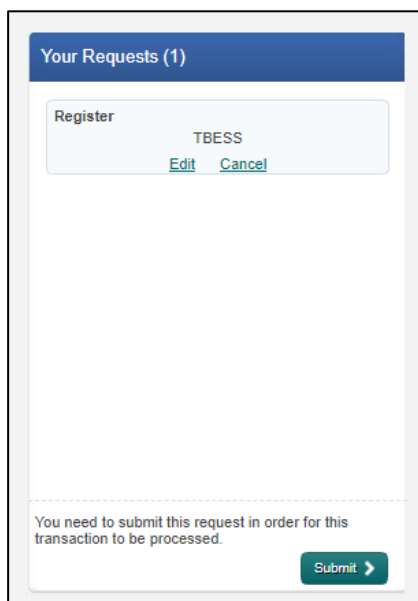 Your Requests (1)
Register
TBESS
Edit Cancel
You need to submit this request in order for this
transaction to be processed.
Submit